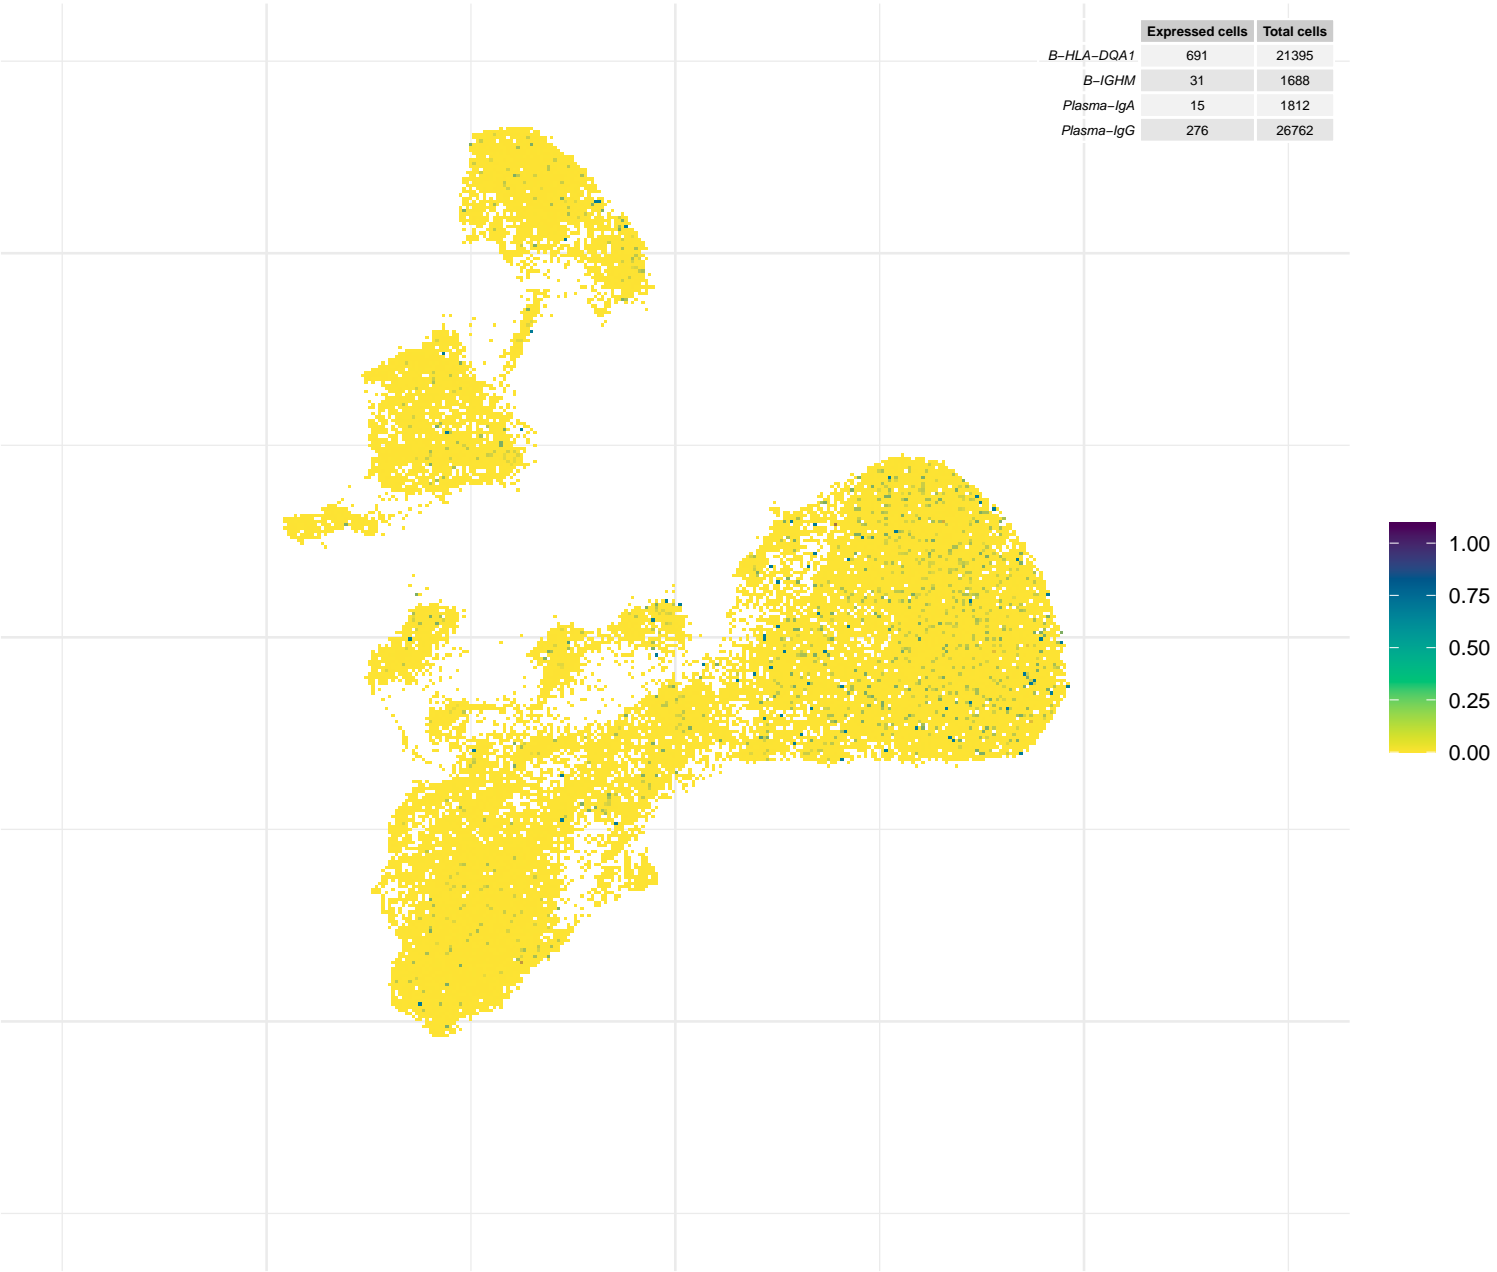 Expressed cells Total cells
B−HLA−DQA1 691 21395
B−IGHM 31 1688
Plasma−IgA 15 1812
Plasma−IgG 276 26762
1.00
0.75
0.50
0.25
0.00